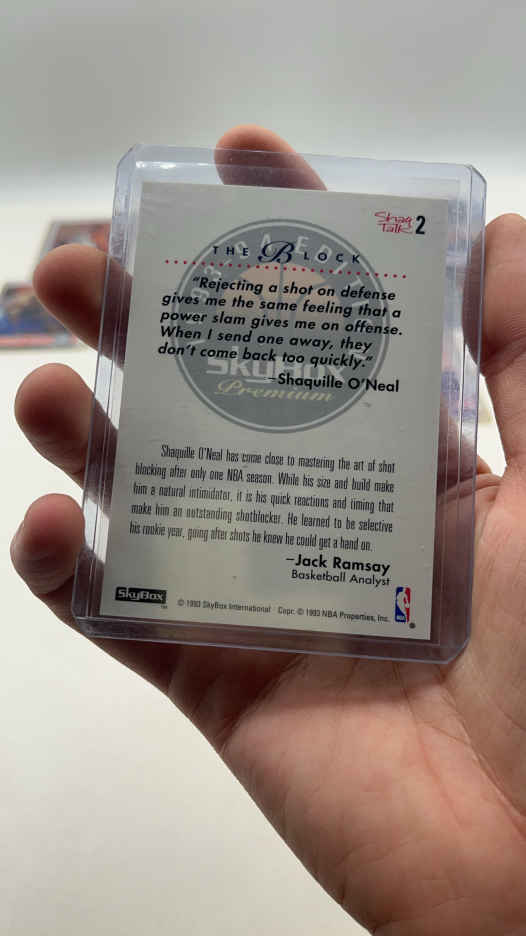 Shaq
Talk 2
THE BLOCK
"Rejecting a shot on defense
gives me the same feeling that a
power slam gives me on offense.
When I send one away, they
don't come back too quickly."
—Shaquille O'Neal
SkyBox
Premium
Shaquille O'Neal has come close to mastering the art of shot
blocking after only one NBA season. While his size and build make
him a natural intimidator, it is his quick reactions and timing that
make him an outstanding shotblocker. He learned to be selective
his rookie year, going after shots he knew he could get a hand on.
—Jack Ramsay
Basketball Analyst
SkyBox
TM
© 1993 SkyBox International · Copr. © 1993 NBA Properties, Inc.